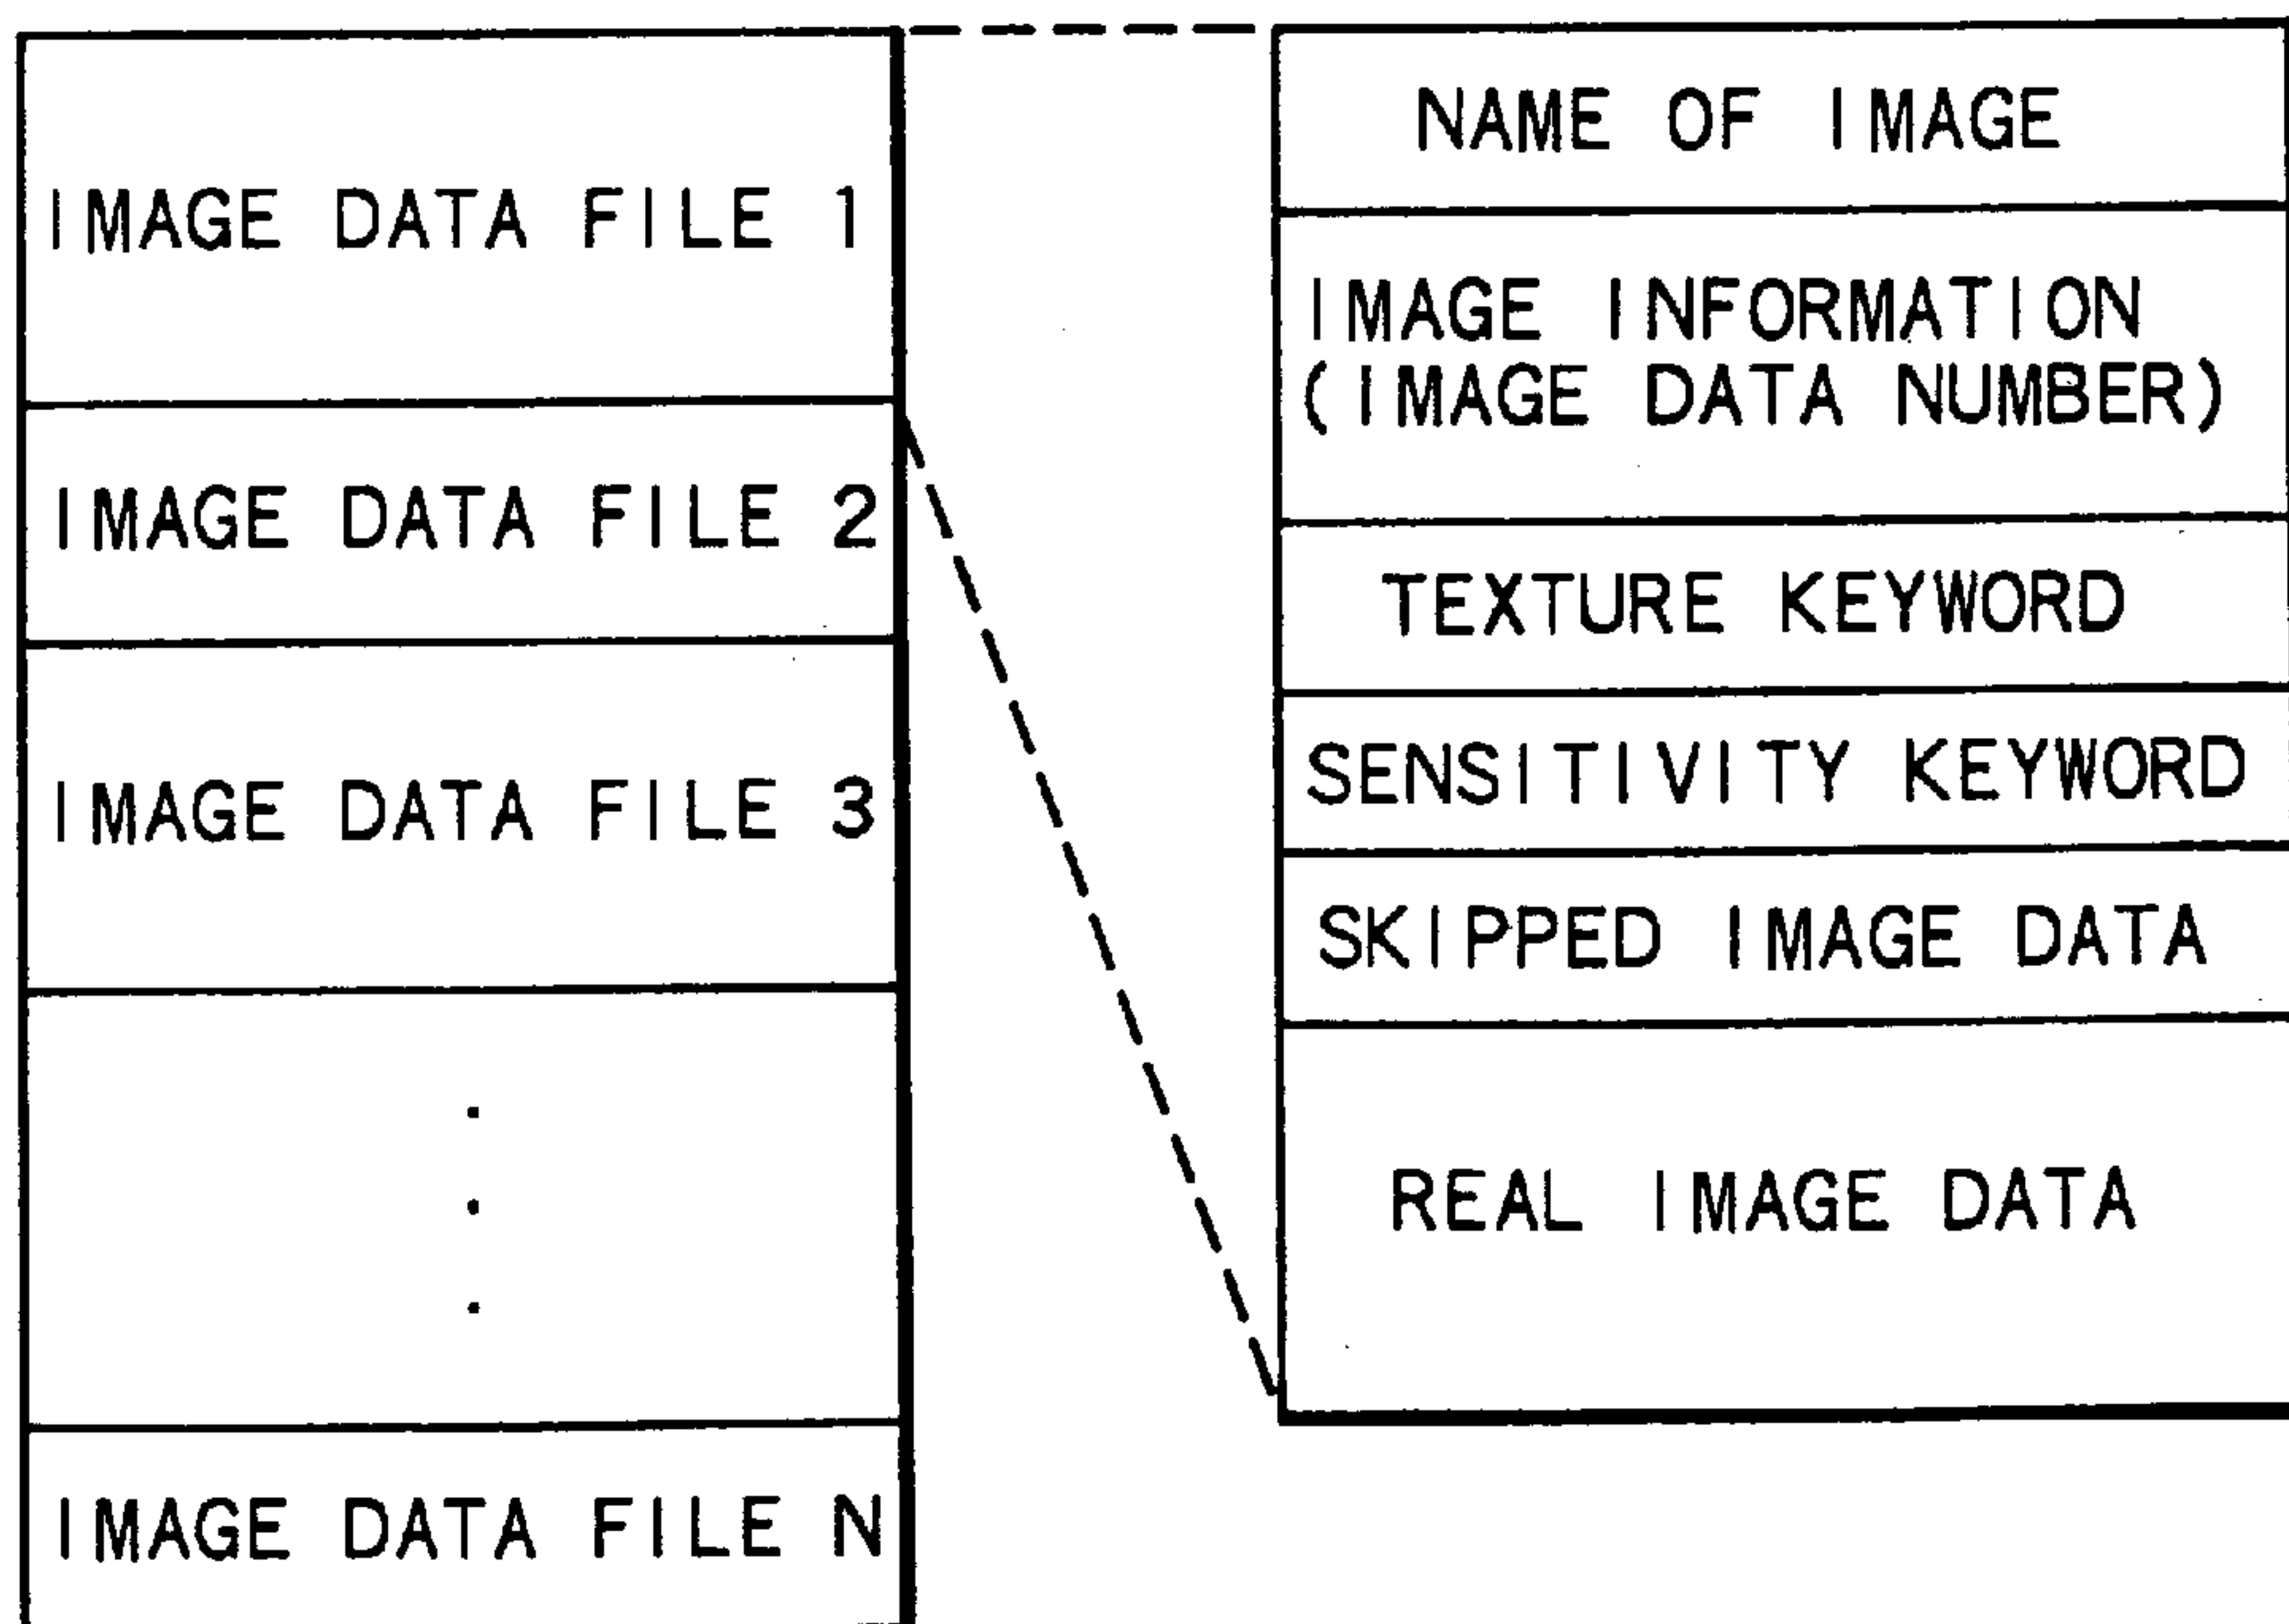 IMAGE DATA FILE 1
IMAGE DATA FILE 2
IMAGE DATA FILE 3
IMAGE DATA FILE N
NAME OF IMAGE
IMAGE INFORMATION
(IMAGE DATA NUMBER)
TEXTURE KEYWORD
SENSITIVITY KEYWORD
SKIPPED IMAGE DATA
REAL IMAGE DATA